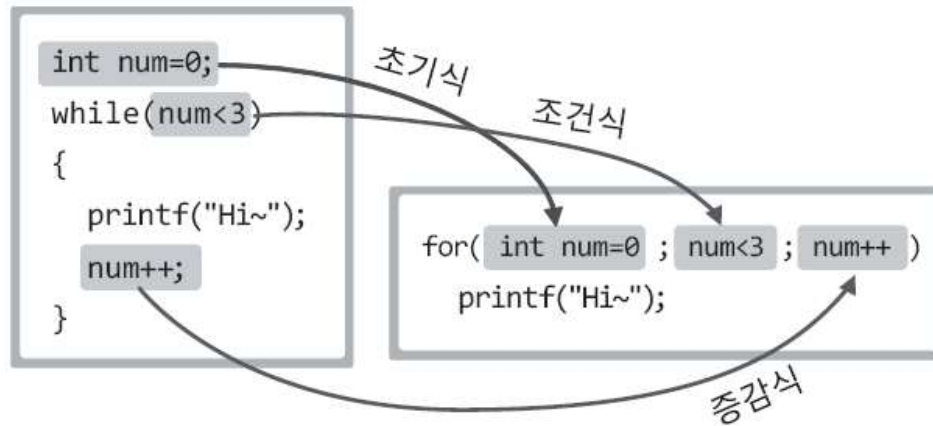 int num=0;
while(num<3)
{
printf("Hi~");
num++;
}
초기식
조건식
for( int num=0 ; num<3 ; num++ )
printf("Hi~");
증감식